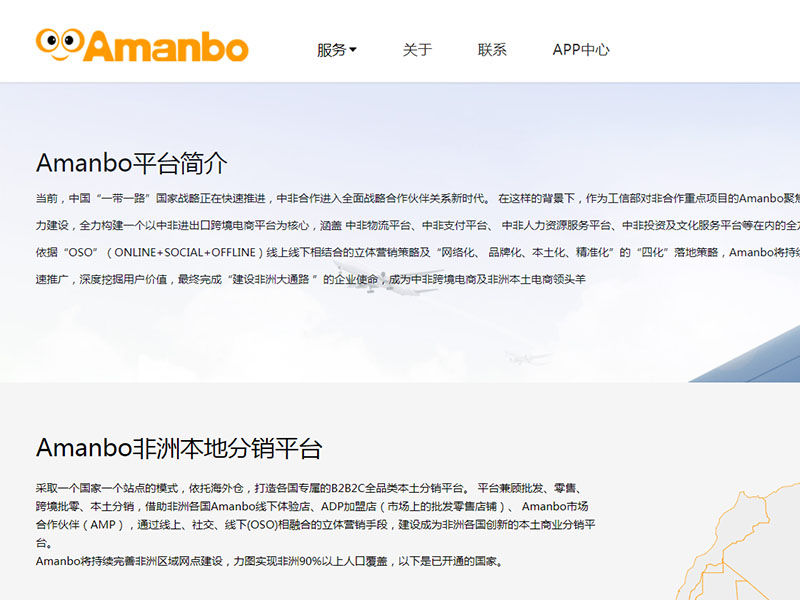 Amanbo
服务 关于 联系 APP中心
Amanbo平台简介
当前，中国“一带一路”国家战略正在快速推进，中非合作进入全面战略合作伙伴关系新时代。 在这样的背景下，作为工信部对非合作重点项目的Amanbo聚焦
力建设，全力构建一个以中非进出口跨境电商平台为核心，涵盖 中非物流平台、中非支付平台、 中非人力资源服务平台、中非投资及文化服务平台等在内的全方
依据“OSO”（ONLINE+SOCIAL+OFFLINE）线上线下相结合的立体营销策略及“网络化、 品牌化、本土化、精准化”的“四化”落地策略，Amanbo将持续
速推广，深度挖掘用户价值，最终完成“建设非洲大通路 ”的企业使命，成为中非跨境电商及非洲本土电商领头羊
Amanbo非洲本地分销平台
采取一个国家一个站点的模式，依托海外仓，打造各国专属的B2B2C全品类本土分销平台。 平台兼顾批发、零售、
跨境批零、本土分销，借助非洲各国Amanbo线下体验店、ADP加盟店（市场上的批发零售店铺）、 Amanbo市场
合作伙伴（AMP），通过线上、社交、线下(OSO)相融合的立体营销手段，建设成为非洲各国创新的本土商业分销平
台。
Amanbo将持续完善非洲区域网点建设，力图实现非洲90%以上人口覆盖，以下是已开通的国家。